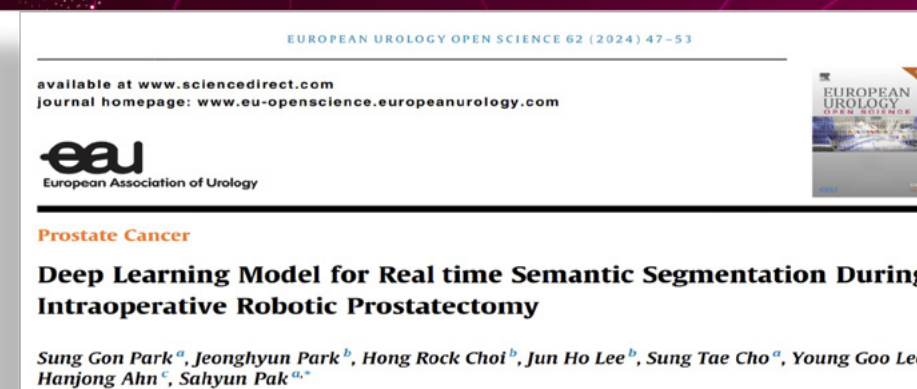 EUROPEAN UROLOGY OPEN SCIENCE 62 (2024) 47–53
available at www.sciencedirect.com
journal homepage: www.eu-openscience.europeanurology.com
EUROPEAN
UROLOGY
OPEN SCIENCE
eau
European Association of Urology
Prostate Cancer
Deep Learning Model for Real time Semantic Segmentation During
Intraoperative Robotic Prostatectomy
Sung Gon Park a, Jeonghyun Park b, Hong Rock Choi b, Jun Ho Lee b, Sung Tae Cho a, Young Goo Lee
Hanjong Ahn c, Sahyun Pak a,*